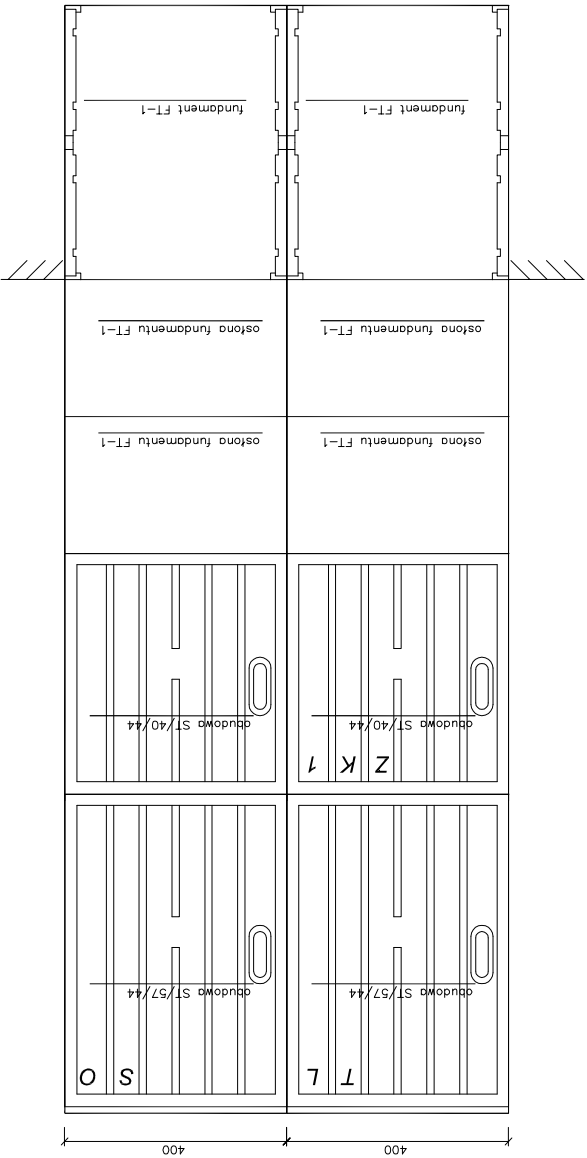 400 400
T L
S O
obudowa ST/57/44
obudowa ST/57/44
Z K 1
obudowa ST/40/44
obudowa ST/40/44
osłona fundamentu FT-1
osłona fundamentu FT-1
osłona fundamentu FT-1
osłona fundamentu FT-1
fundament FT-1
fundament FT-1